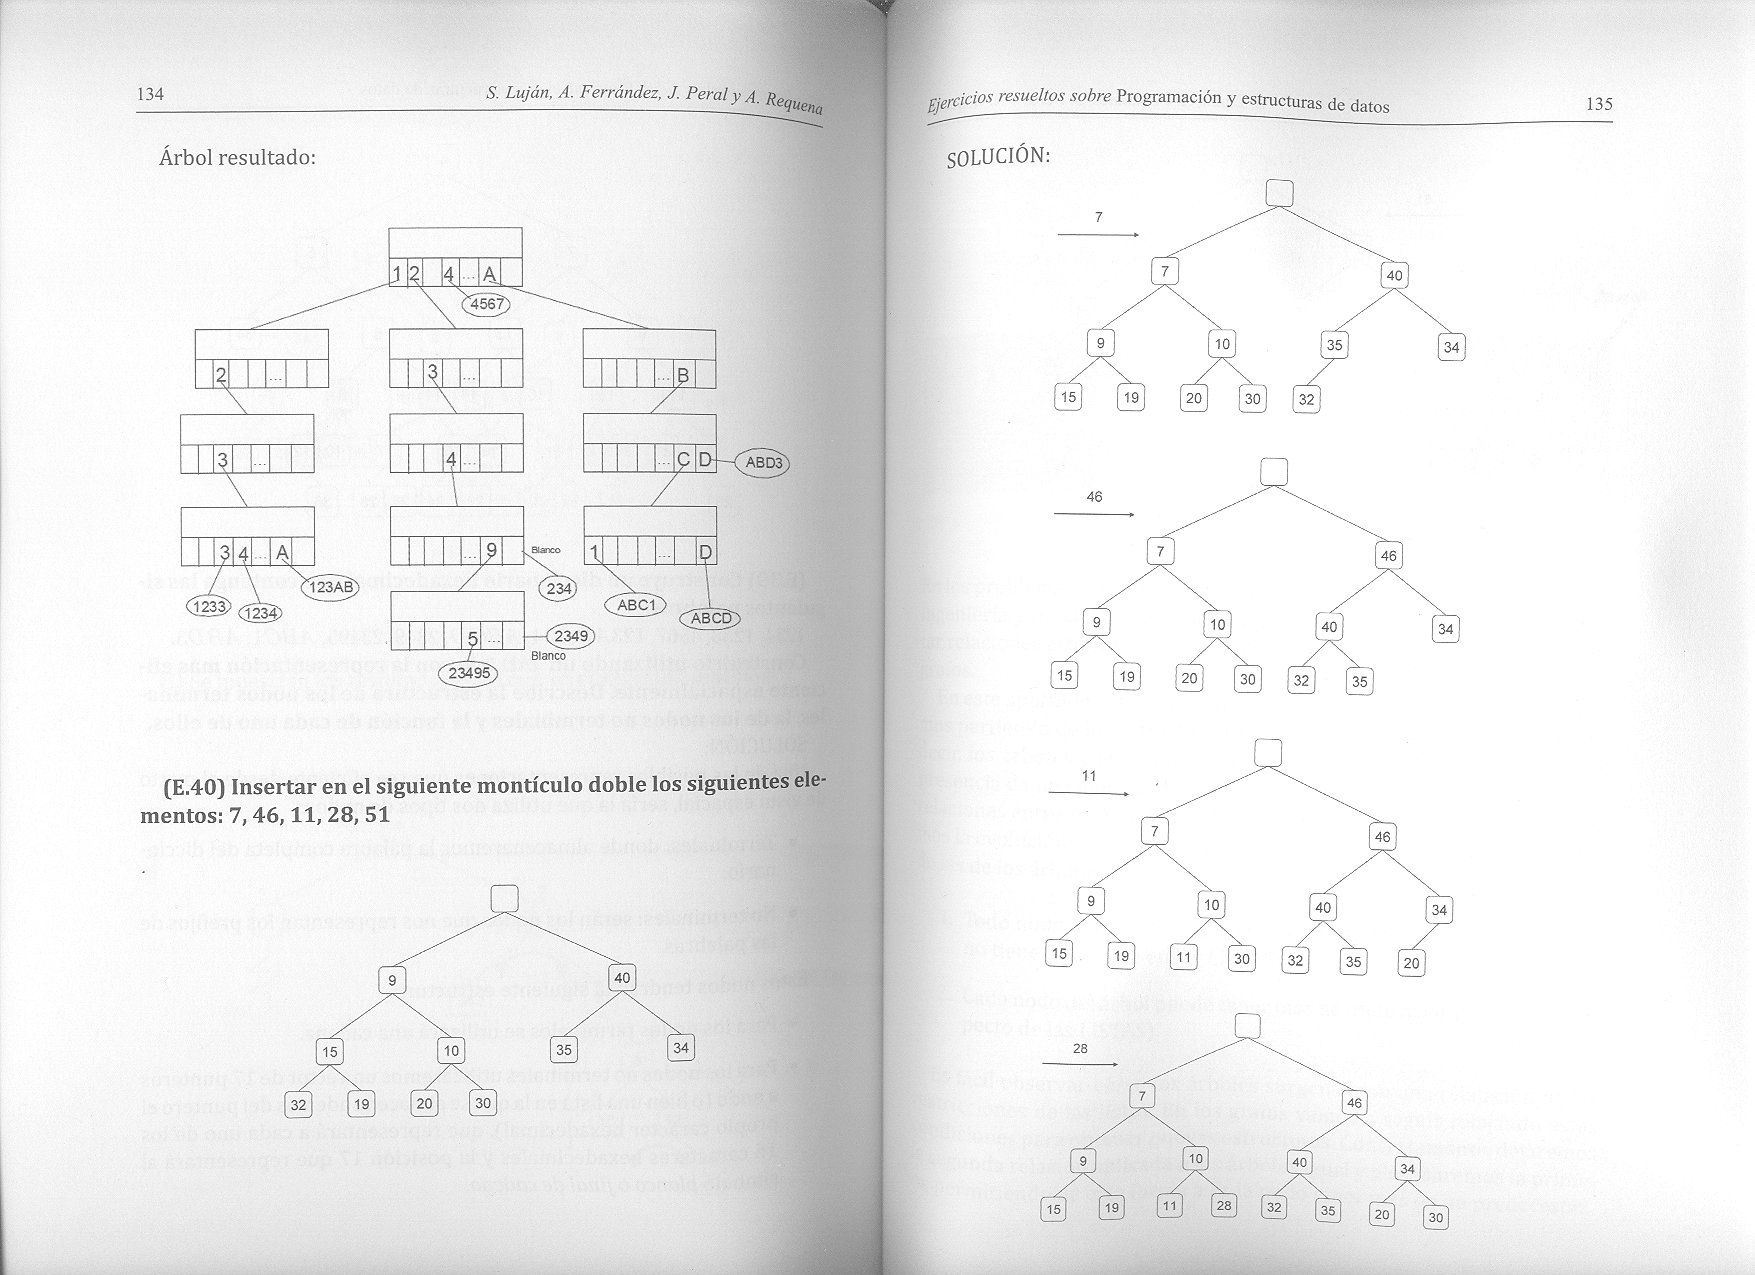 134
S. Luján, A. Ferrández, J. Peral y A. Requena
Árbol resultado:
1 2 4 ... A
4567
2 ...
3 ...
... B
3 ...
4 ...
... C D
ABD3
3 4 ... A
... 9
Blanco
1 ... D
123AB
234
1233
1234
ABC1
ABCD
5 ...
2349
Blanco
23495
(E.40) Insertar en el siguiente montículo doble los siguientes ele-
mentos: 7, 46, 11, 28, 51
9 40
15 10 35 34
32 19 20 30
Ejercicios resueltos sobre Programación y estructuras de datos
135
SOLUCIÓN:
7
7 40
9 10 35 34
15 19 20 30 32
46
7 46
9 10 40 34
15 19 20 30 32 35
11
7 46
9 10 40 34
15 19 11 30 32 35 20
28
7 46
9 10 40 34
15 19 11 28 32 35 20 30